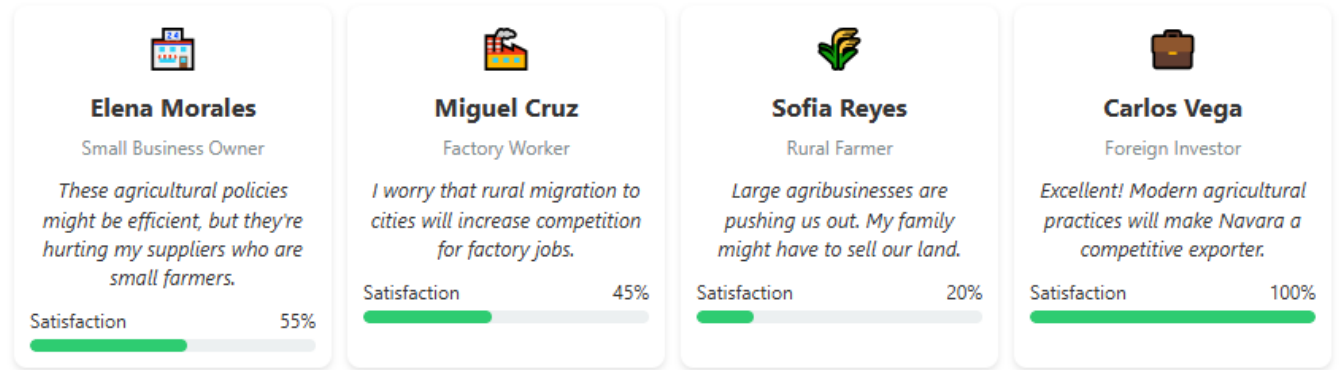 24
Elena Morales
Small Business Owner
These agricultural policies
might be efficient, but they're
hurting my suppliers who are
small farmers.
Satisfaction 55%
Miguel Cruz
Factory Worker
I worry that rural migration to
cities will increase competition
for factory jobs.
Satisfaction 45%
Sofia Reyes
Rural Farmer
Large agribusinesses are
pushing us out. My family
might have to sell our land.
Satisfaction 20%
Carlos Vega
Foreign Investor
Excellent! Modern agricultural
practices will make Navara a
competitive exporter.
Satisfaction 100%